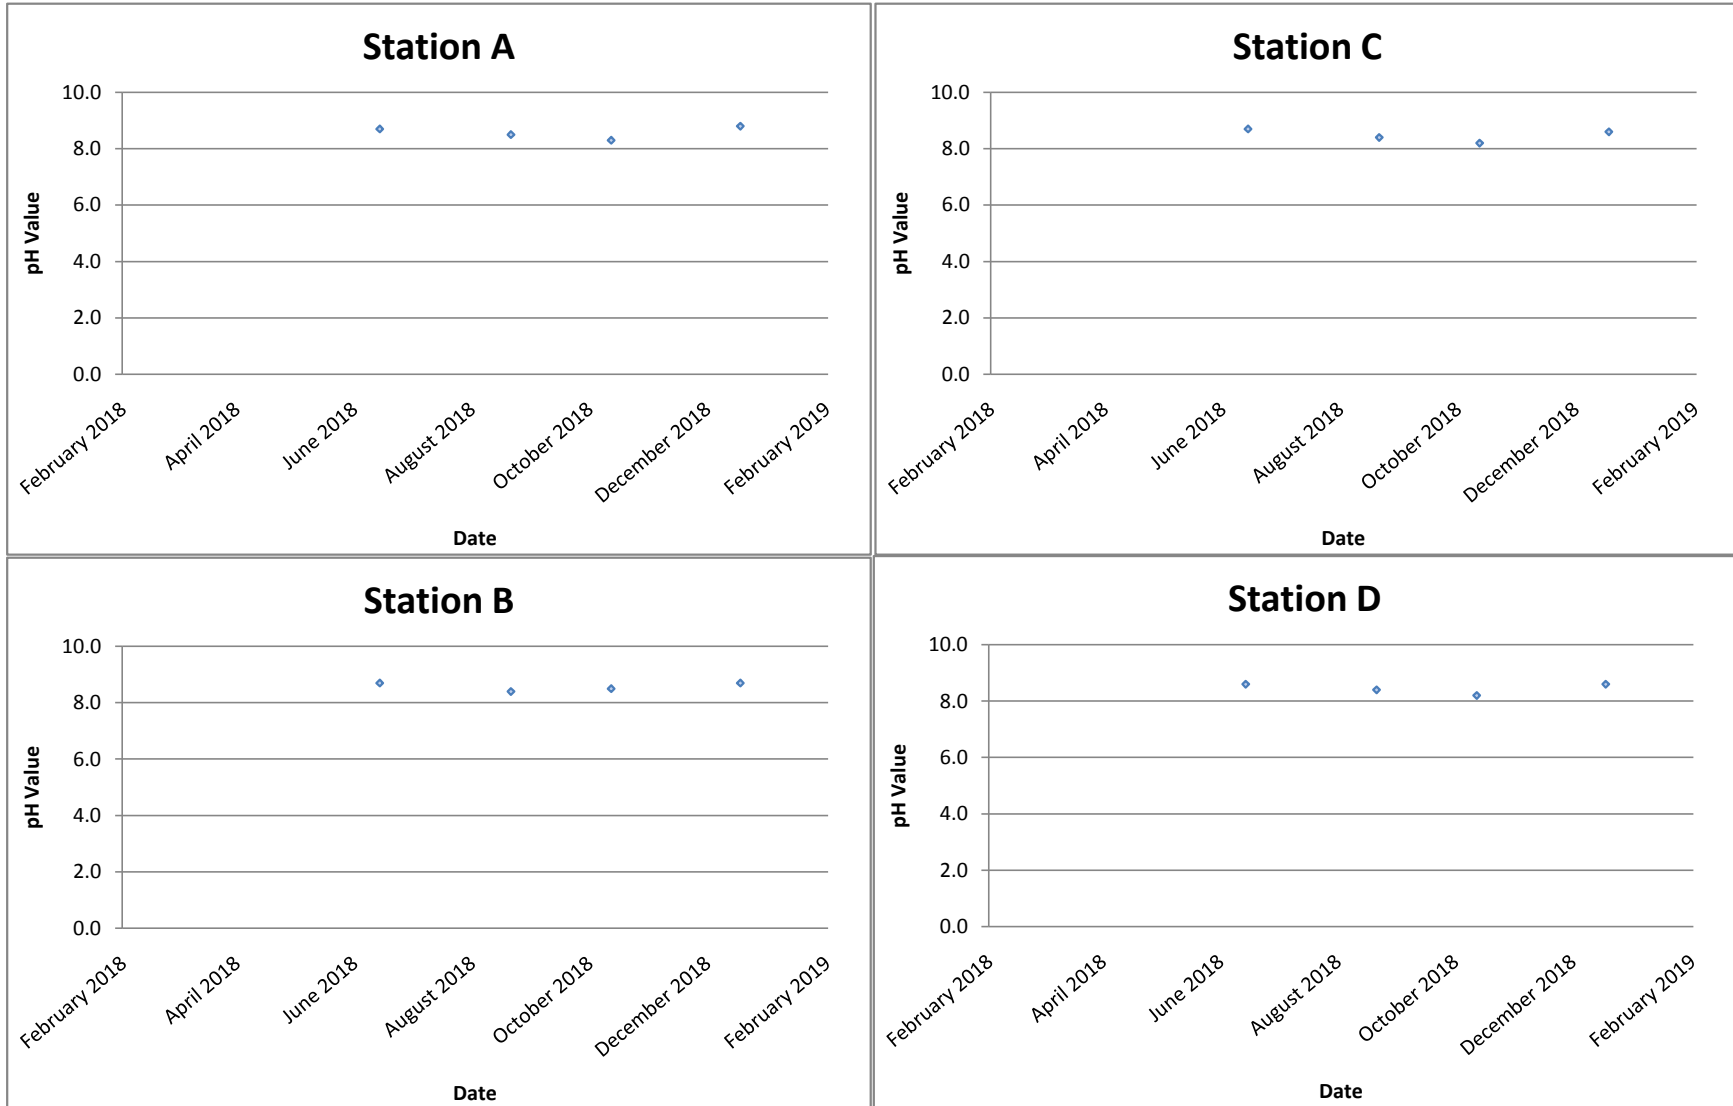 Station A
10.0
8.0
6.0
4.0
2.0
0.0
pH Value
February 2018
April 2018
June 2018
August 2018
October 2018
December 2018
February 2019
Date
Station C
10.0
8.0
6.0
4.0
2.0
0.0
pH Value
February 2018
April 2018
June 2018
August 2018
October 2018
December 2018
February 2019
Date
Station B
10.0
8.0
6.0
4.0
2.0
0.0
pH Value
February 2018
April 2018
June 2018
August 2018
October 2018
December 2018
February 2019
Date
Station D
10.0
8.0
6.0
4.0
2.0
0.0
pH Value
February 2018
April 2018
June 2018
August 2018
October 2018
December 2018
February 2019
Date